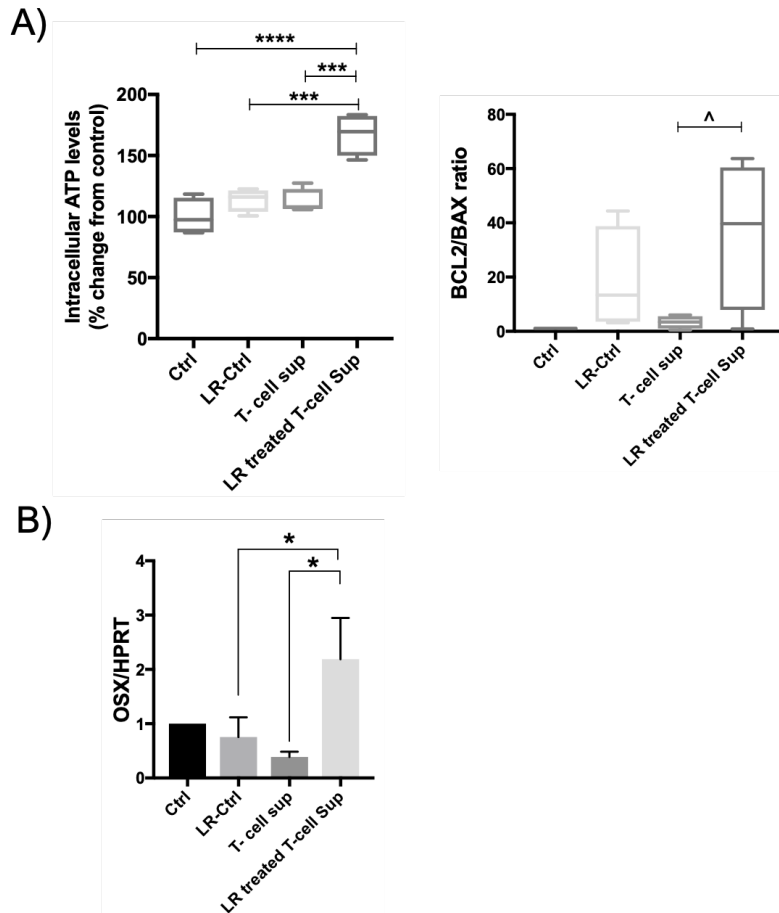 A)
****
***
***
Intracellular ATP levels
(% change from control)
200
150
100
50
0
Ctrl
LR-Ctrl
T- cell sup
LR treated T-cell Sup
^
BCL2/BAX ratio
80
60
40
20
0
Ctrl
LR-Ctrl
T- cell sup
LR treated T-cell Sup
B)
*
*
OSX/HPRT
4
3
2
1
0
Ctrl
LR-Ctrl
T- cell sup
LR treated T-cell Sup